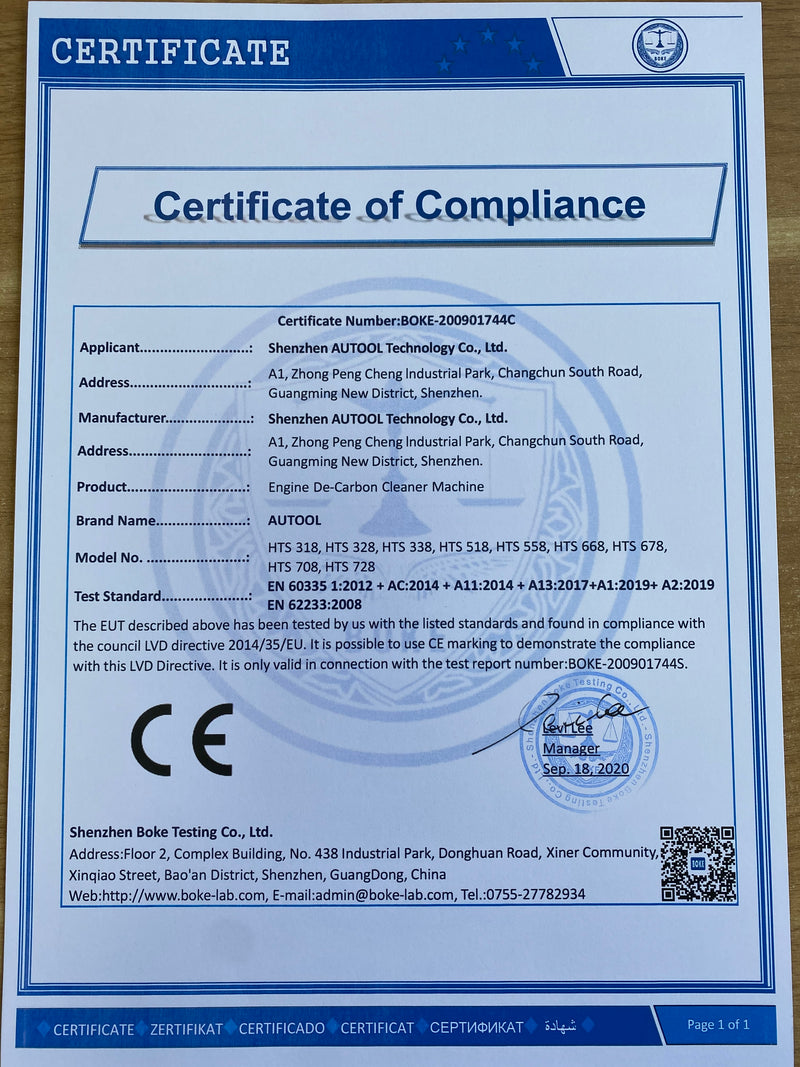 CERTIFICATE
BOKE
Certificate of Compliance
Certificate Number:BOKE-200901744C
Applicant..........................: Shenzhen AUTOOL Technology Co., Ltd.
Address............................: A1, Zhong Peng Cheng Industrial Park, Changchun South Road,
Guangming New District, Shenzhen.
Manufacturer....................: Shenzhen AUTOOL Technology Co., Ltd.
Address............................: A1, Zhong Peng Cheng Industrial Park, Changchun South Road,
Guangming New District, Shenzhen.
Product............................: Engine De-Carbon Cleaner Machine
Brand Name.....................: AUTOOL
Model No. .......................: HTS 318, HTS 328, HTS 338, HTS 518, HTS 558, HTS 668, HTS 678,
HTS 708, HTS 728
Test Standard....................: EN 60335 1:2012 + AC:2014 + A11:2014 + A13:2017+A1:2019+ A2:2019
EN 62233:2008
The EUT described above has been tested by us with the listed standards and found in compliance with
the council LVD directive 2014/35/EU. It is possible to use CE marking to demonstrate the compliance
with this LVD Directive. It is only valid in connection with the test report number:BOKE-200901744S.
CE
Shenzhen Boke Testing Co., Ltd.
Levi Lee
Manager
Sep. 18, 2020
Shenzhen Boke Testing Co., Ltd.
Address:Floor 2, Complex Building, No. 438 Industrial Park, Donghuan Road, Xiner Community,
Xinqiao Street, Bao'an District, Shenzhen, GuangDong, China
Web:http://www.boke-lab.com, E-mail:admin@boke-lab.com, Tel.:0755-27782934
BOKE
CERTIFICATE ZERTIFIKAT CERTIFICADO CERTIFICAT СЕРТИФИКАТ شهادة
Page 1 of 1